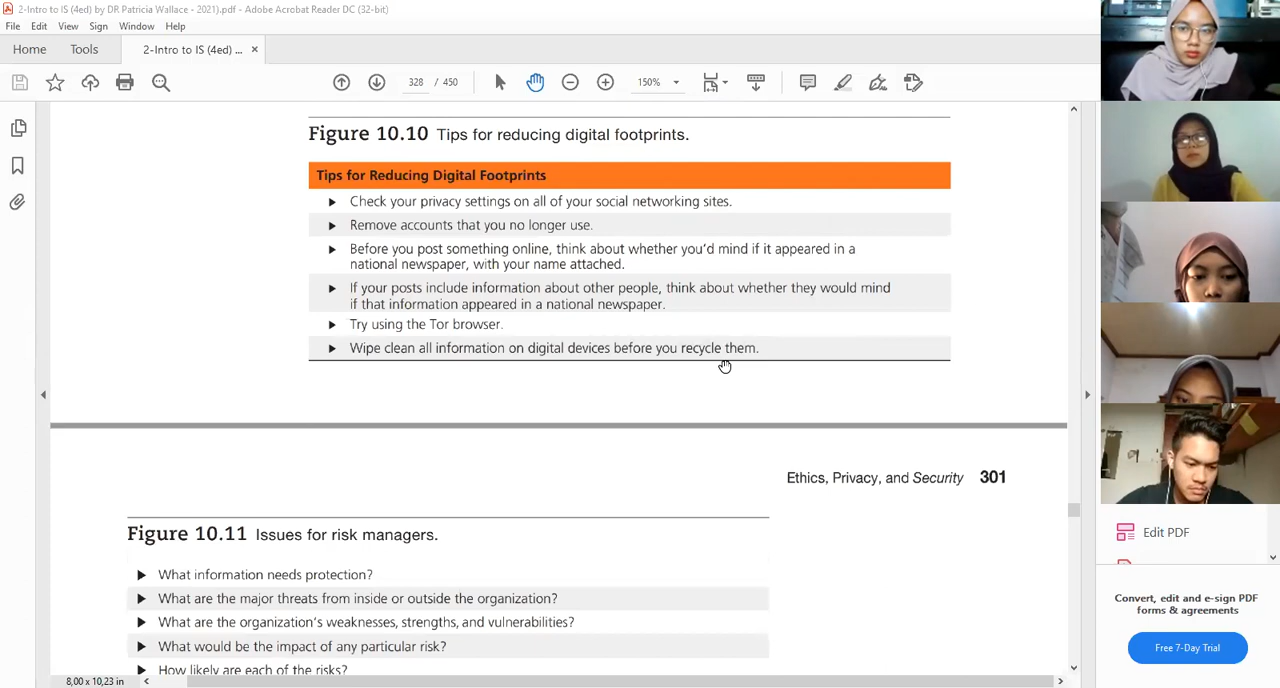 2-Intro to IS (4ed) by DR Patricia Wallace - 2021).pdf - Adobe Acrobat Reader DC (32-bit)
File Edit View Sign Window Help
Home Tools 2-Intro to IS (4ed) ... ×
328 / 450 150%
Figure 10.10 Tips for reducing digital footprints.
Tips for Reducing Digital Footprints
Check your privacy settings on all of your social networking sites.
Remove accounts that you no longer use.
Before you post something online, think about whether you'd mind if it appeared in a
national newspaper, with your name attached.
If your posts include information about other people, think about whether they would mind
if that information appeared in a national newspaper.
Try using the Tor browser.
Wipe clean all information on digital devices before you recycle them.
Ethics, Privacy, and Security 301
Figure 10.11 Issues for risk managers.
What information needs protection?
What are the major threats from inside or outside the organization?
What are the organization's weaknesses, strengths, and vulnerabilities?
What would be the impact of any particular risk?
How likely are each of the risks?
8,00 x 10,23 in
Edit PDF
Convert, edit and e-sign PDF
forms & agreements
Free 7-Day Trial